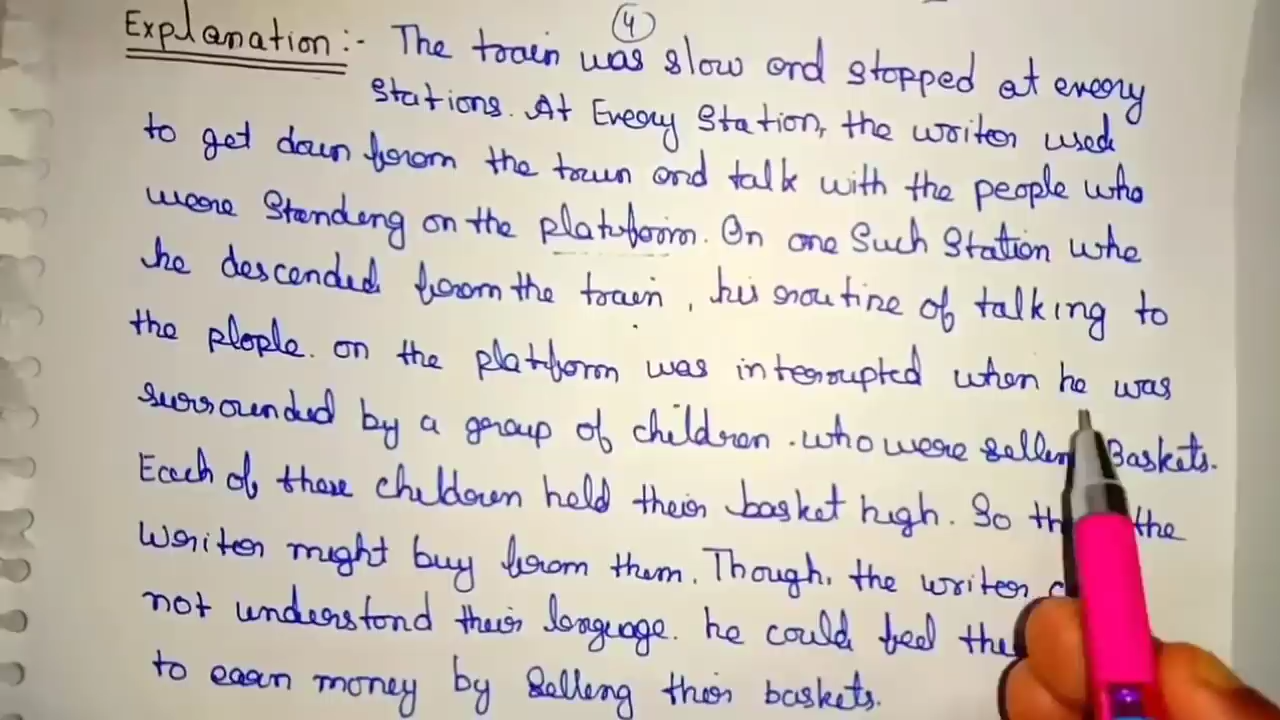 4
Explanation :- The train was slow and stopped at every
stations. At Every Station, the writer used
to get down from the train and talk with the people who
were Standing on the platform. On one Such Station whe
he descended from the train, his routine of talking to
the plople. on the platform was interrupted when he was
surrounded by a group of children. who were selling Baskets.
Each of these children held their basket high. So the
Writer might buy from them. Though, the writer
not understand their language. he could feel
to earn money by selling their baskets.